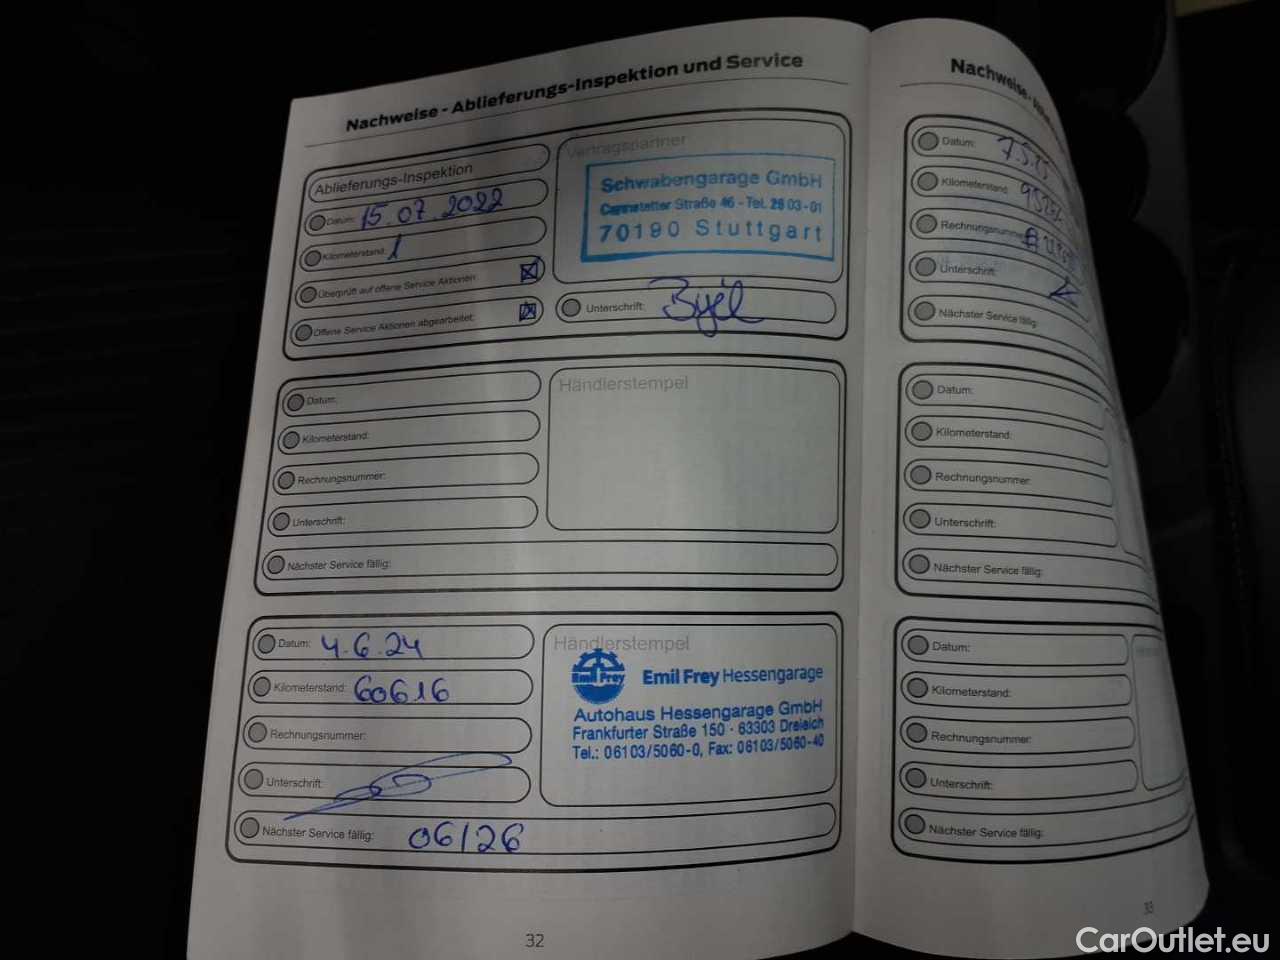 Nachweise - Ablieferungs-Inspektion und Service
Ablieferungs-Inspektion
Datum: 15.07.2022
Kilometerstand: 1
Überprüft auf offene Service Aktionen:
Offene Service Aktionen abgearbeitet:
Vertragspartner
Schwabengarage GmbH
Cannstatter Straße 46 - Tel. 28 03-01
70190 Stuttgart
Unterschrift:
Datum:
Kilometerstand:
Rechnungsnummer:
Unterschrift:
Nächster Service fällig:
Händlerstempel
Datum: 4.6.24
Kilometerstand: 60616
Rechnungsnummer:
Unterschrift:
Nächster Service fällig: 06/26
Händlerstempel
Emil Frey
Emil Frey Hessengarage
Autohaus Hessengarage GmbH
Frankfurter Straße 150 · 63303 Dreieich
Tel.: 06103/5060-0, Fax: 06103/5060-40
32
Nachweise -
Datum:
Kilometerstand:
Rechnungsnummer:
Unterschrift:
Nächster Service fällig:
Datum:
Kilometerstand:
Rechnungsnummer:
Unterschrift:
Nächster Service fällig:
Datum:
Kilometerstand:
Rechnungsnummer:
Unterschrift:
Nächster Service fällig:
33
CarOutlet.eu